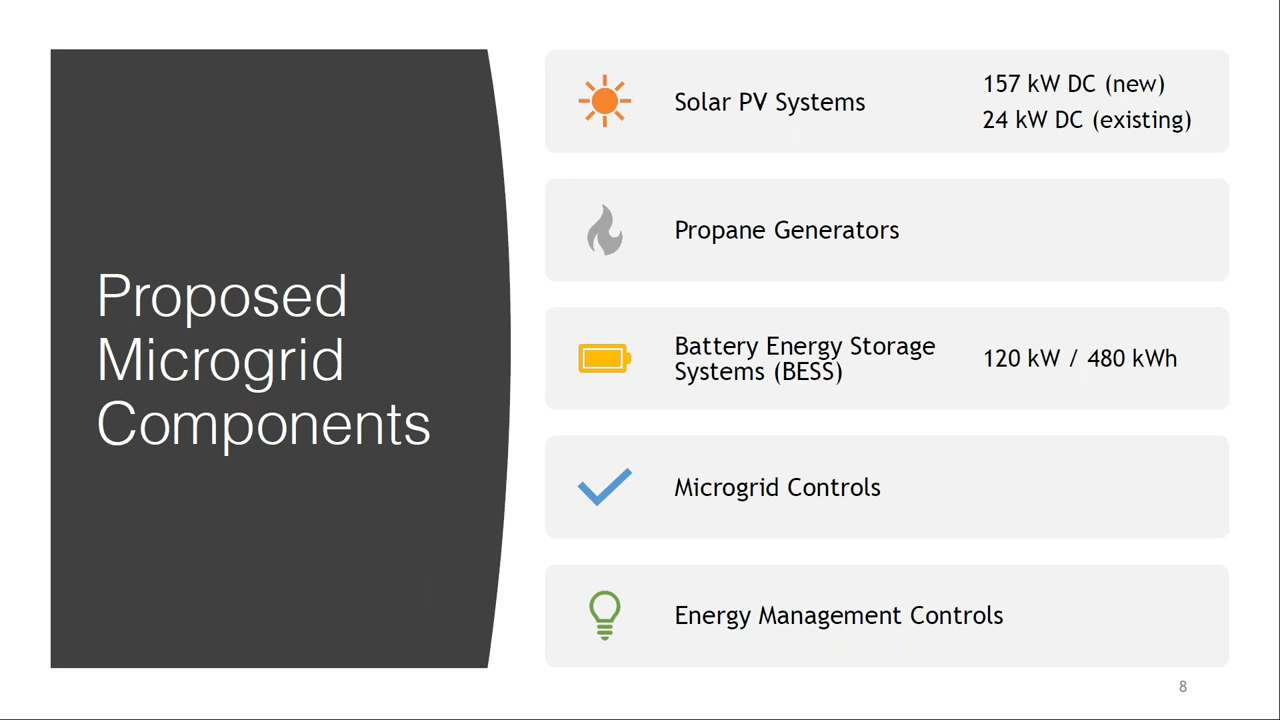 Proposed
Microgrid
Components
Solar PV Systems
157 kW DC (new)
24 kW DC (existing)
Propane Generators
Battery Energy Storage
Systems (BESS)
120 kW / 480 kWh
Microgrid Controls
Energy Management Controls
8